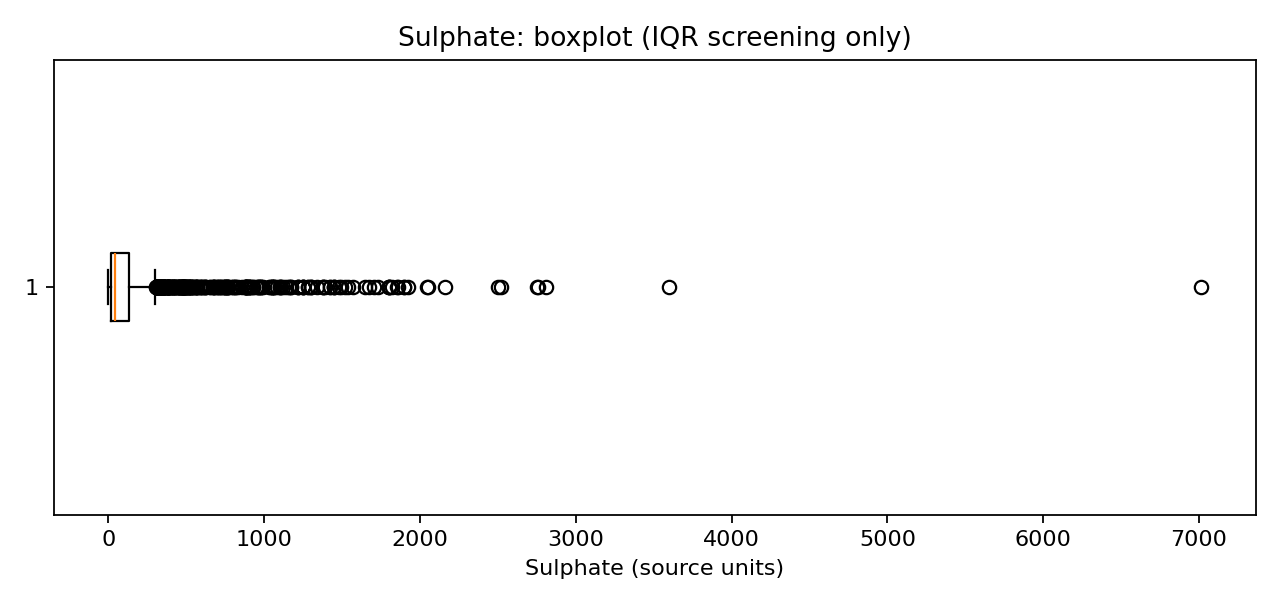 Sulphate: boxplot (IQR screening only)
1
0 1000 2000 3000 4000 5000 6000 7000
Sulphate (source units)